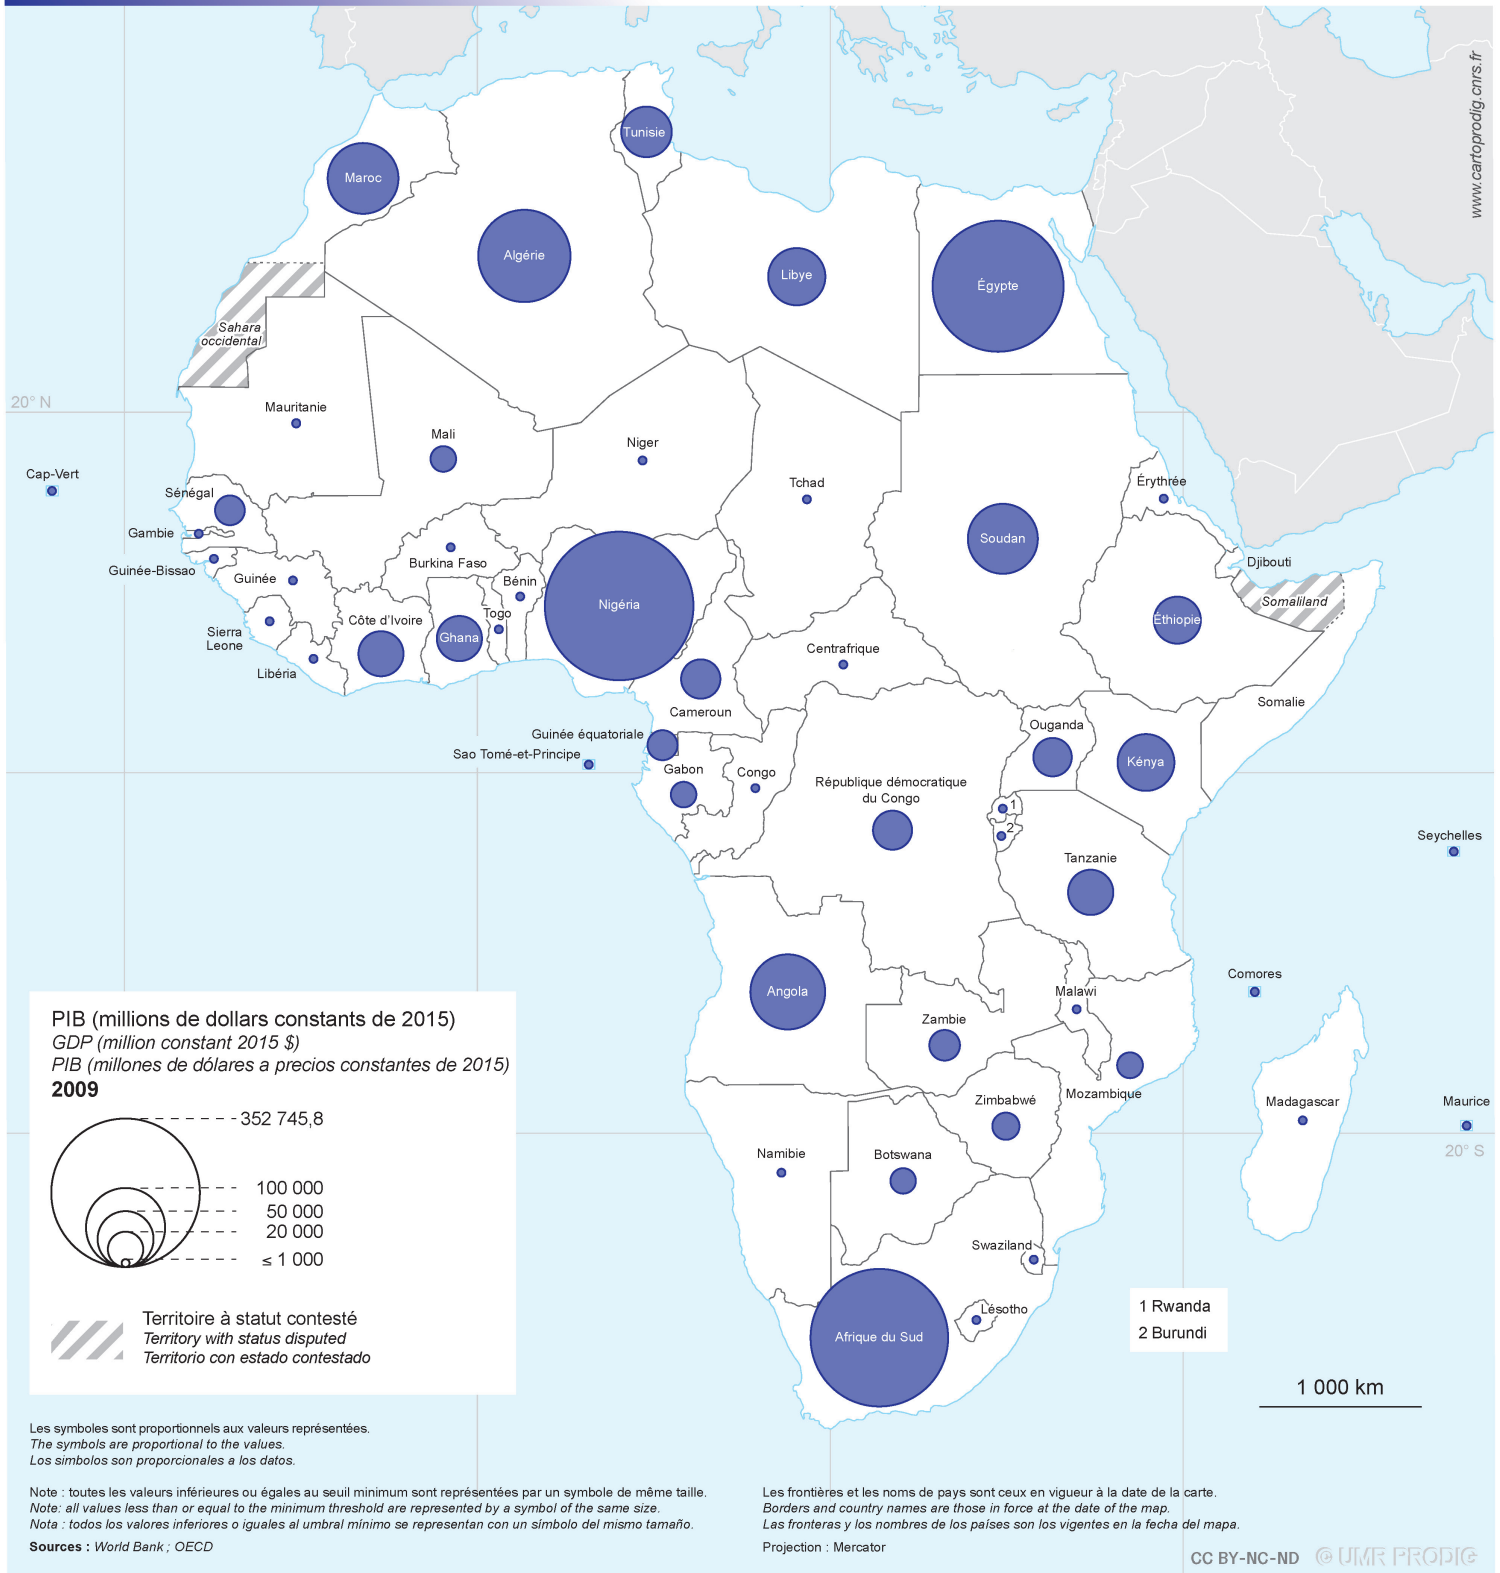 www.cartoprodig.cnrs.fr
Tunisie
Maroc
Algérie
Libye
Égypte
Sahara
occidental
20° N
Mauritanie
Mali
Niger
Cap-Vert
Tchad
Érythrée
Sénégal
Gambie
Soudan
Burkina Faso
Djibouti
Guinée-Bissao
Guinée
Bénin
Somaliland
Nigéria
Togo
Côte d'Ivoire
Éthiopie
Sierra
Leone
Ghana
Centrafrique
Libéria
Somalie
Cameroun
Ouganda
Guinée équatoriale
Sao Tomé-et-Principe
Kénya
Gabon
Congo
République démocratique
du Congo
1
2
Seychelles
Tanzanie
Comores
Angola
Malawi
Zambie
Mozambique
Zimbabwé
Madagascar
Maurice
20° S
Namibie
Botswana
Swaziland
Lésotho
Afrique du Sud
PIB (millions de dollars constants de 2015)
GDP (million constant 2015 $)
PIB (millones de dólares a precios constantes de 2015)
2009
352 745,8
100 000
50 000
20 000
≤ 1 000
Territoire à statut contesté
Territory with status disputed
Territorio con estado contestado
1 Rwanda
2 Burundi
1 000 km
Les symboles sont proportionnels aux valeurs représentées.
The symbols are proportional to the values.
Los simbolos son proporcionales a los datos.
Note : toutes les valeurs inférieures ou égales au seuil minimum sont représentées par un symbole de même taille.
Note: all values less than or equal to the minimum threshold are represented by a symbol of the same size.
Nota : todos los valores inferiores o iguales al umbral mínimo se representan con un símbolo del mismo tamaño.
Sources : World Bank ; OECD
Les frontières et les noms de pays sont ceux en vigueur à la date de la carte.
Borders and country names are those in force at the date of the map.
Las fronteras y los nombres de los países son los vigentes en la fecha del mapa.
Projection : Mercator
CC BY-NC-ND © UMR PRODIG